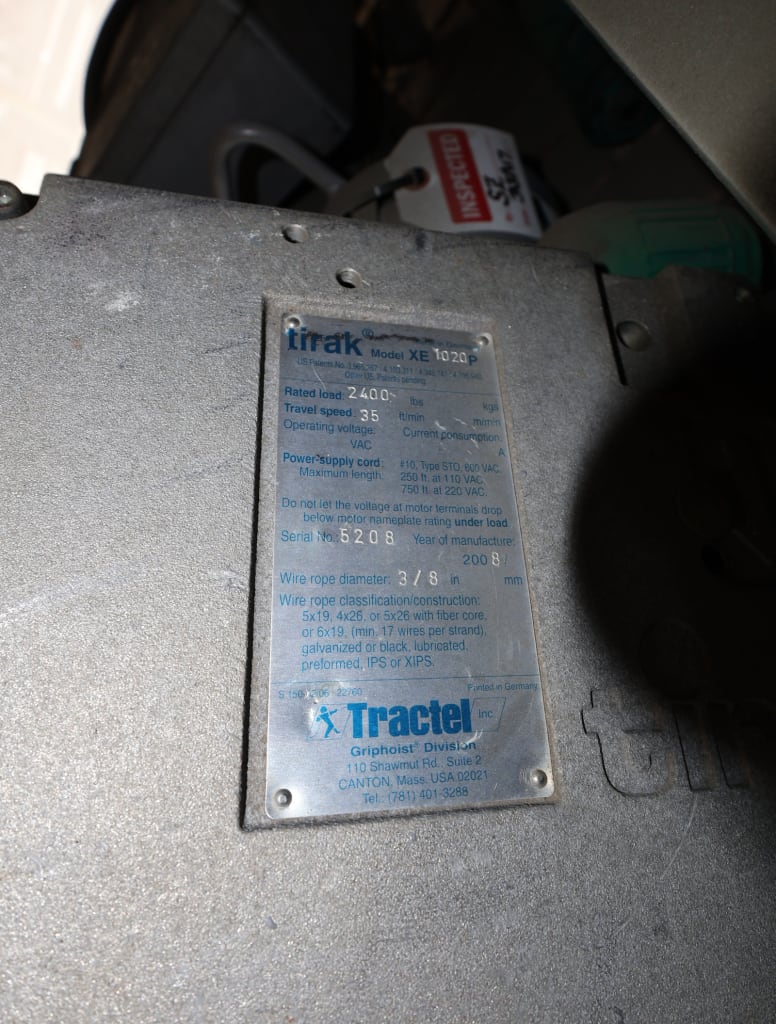 INSPECTED
tirak® Model XE 1020P
Rated load: 2400 lbs kgs
Travel speed: 35 ft/min m/min
Operating voltage: Current consumption:
VAC A
Power-supply cord: #10, Type STO, 600 VAC
Maximum length: 250 ft. at 110 VAC
750 ft. at 220 VAC
Do not let the voltage at motor terminals drop
below motor nameplate rating under load
Serial No. 5208 Year of manufacture:
2008/
Wire rope diameter: 3/8 in mm
Wire rope classification/construction:
5x19, 4x26, or 5x26 with fiber core,
or 6x19, (min. 17 wires per strand),
galvanized or black, lubricated,
preformed, IPS or XIPS.
Printed in Germany
Tractel Inc.
Griphoist® Division
110 Shawmut Rd., Suite 2
CANTON, Mass. USA 02021
Tel.: (781) 401-3288